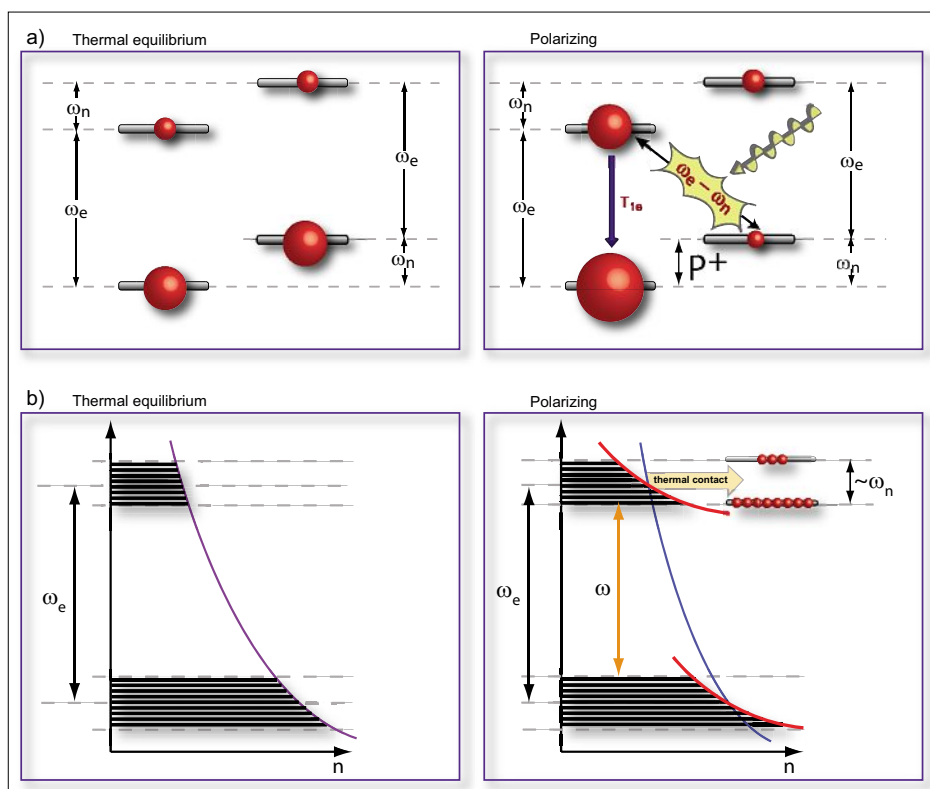 a)
Thermal equilibrium
ωn
ωe
ωe
ωn
Polarizing
ωn
ωe
T1e
ωe – ωn
p+
ωe
ωn
b)
Thermal equilibrium
ωe
n
Polarizing
thermal contact
~ωn
ωe
ω
n